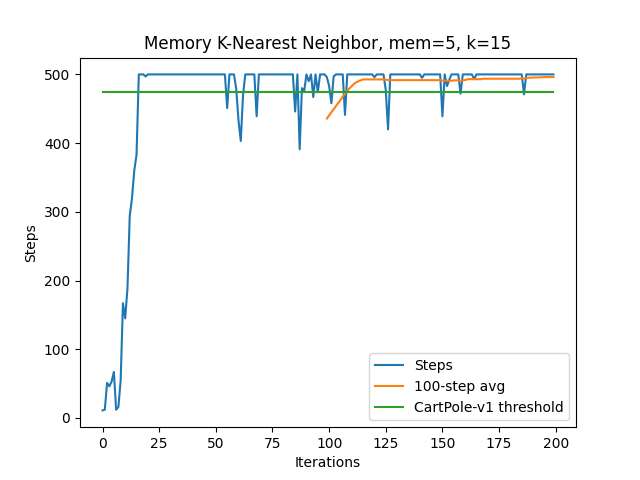 Memory K-Nearest Neighbor, mem=5, k=15
500
400
300
200
100
0
Steps
Steps
100-step avg
CartPole-v1 threshold
0 25 50 75 100 125 150 175 200
Iterations